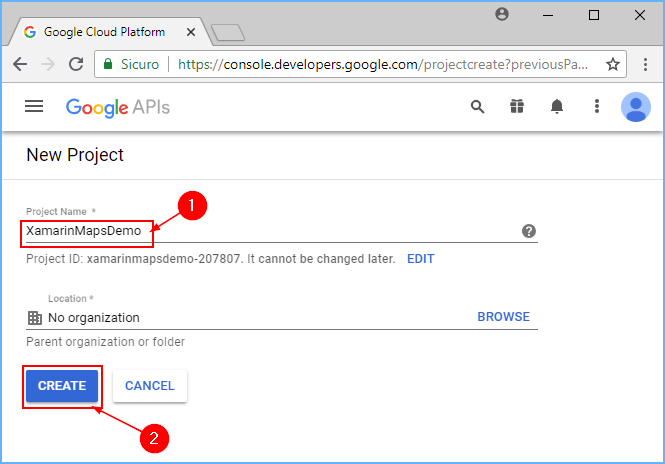 Google Cloud Platform
Sicuro https://console.developers.google.com/projectcreate?previousPa...
Google APIs
New Project
1
Project Name *
XamarinMapsDemo
Project ID: xamarinmapsdemo-207807. It cannot be changed later. EDIT
Location *
No organization BROWSE
Parent organization or folder
CREATE CANCEL
2